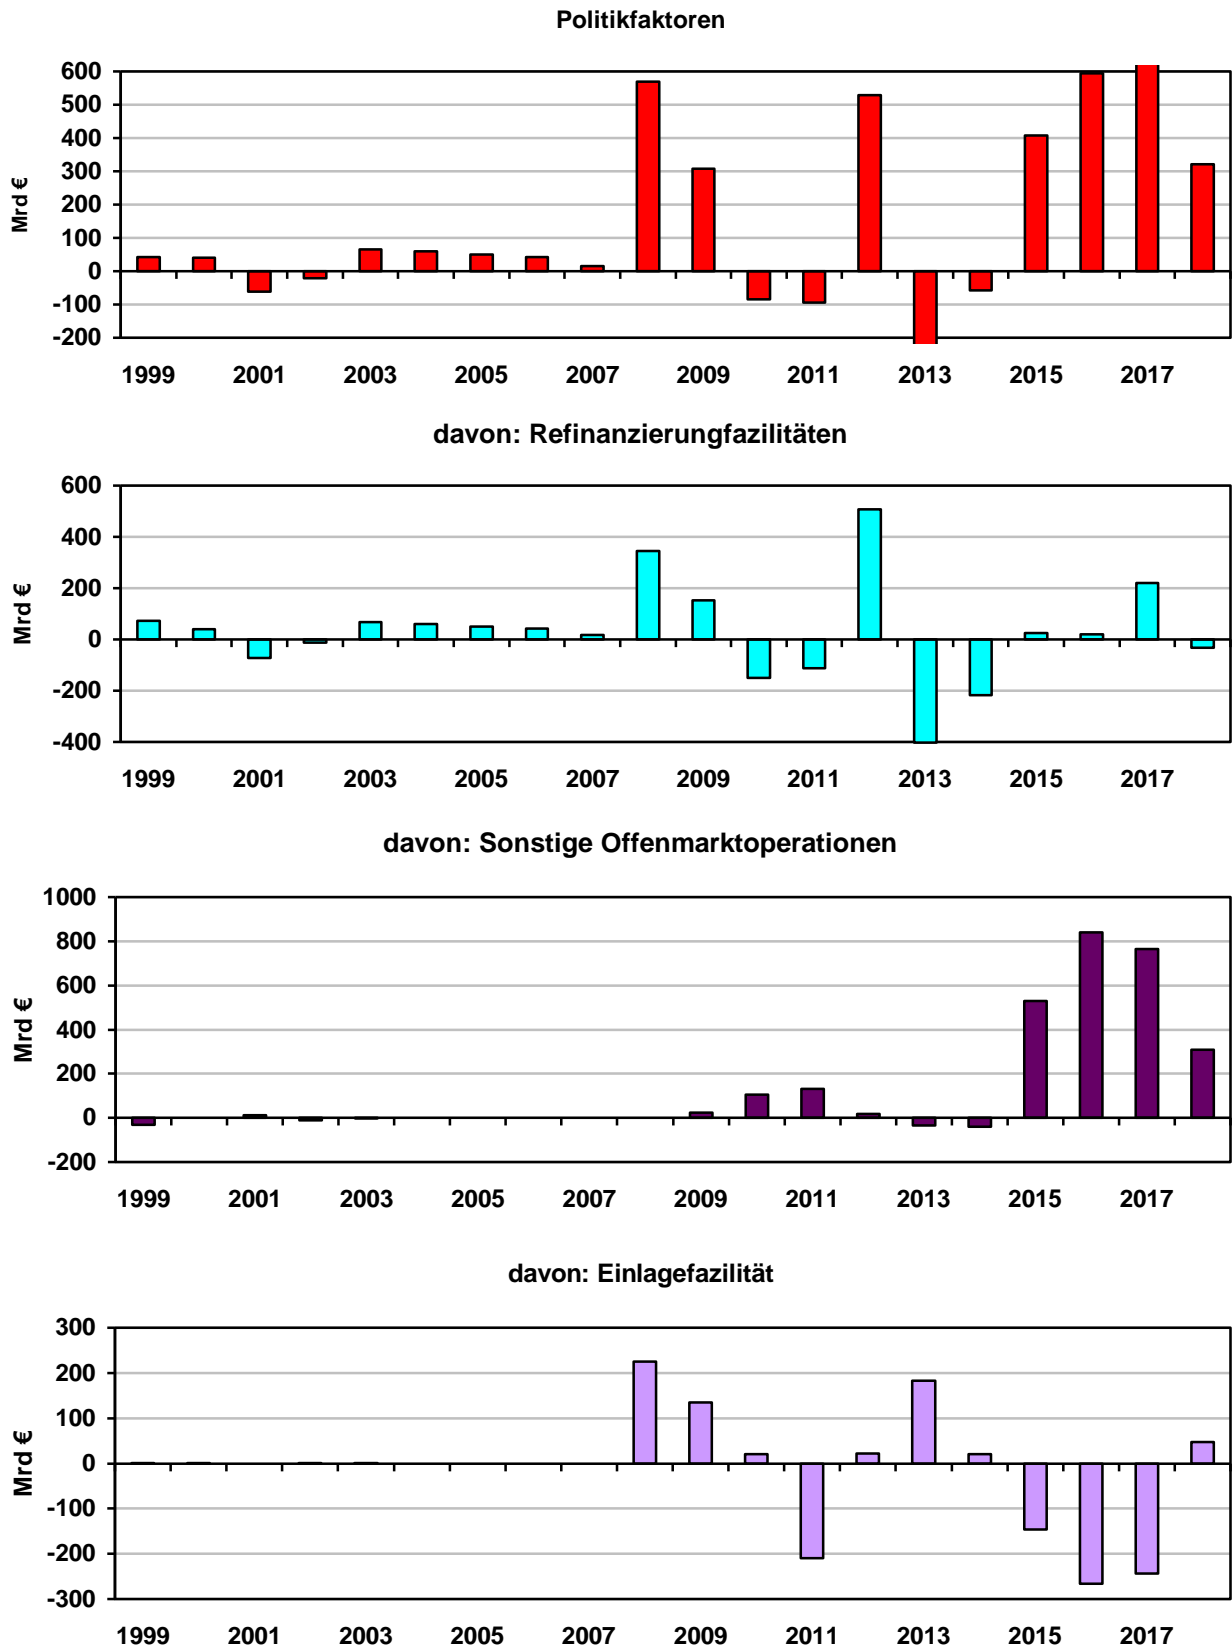 Politikfaktoren
600
500
400
300
200
100
0
-100
-200
Mrd €
1999 2001 2003 2005 2007 2009 2011 2013 2015 2017
davon: Refinanzierungfazilitäten
600
400
200
0
-200
-400
Mrd €
1999 2001 2003 2005 2007 2009 2011 2013 2015 2017
davon: Sonstige Offenmarktoperationen
1000
800
600
400
200
0
-200
Mrd €
1999 2001 2003 2005 2007 2009 2011 2013 2015 2017
davon: Einlagefazilität
300
200
100
0
-100
-200
-300
Mrd €
1999 2001 2003 2005 2007 2009 2011 2013 2015 2017